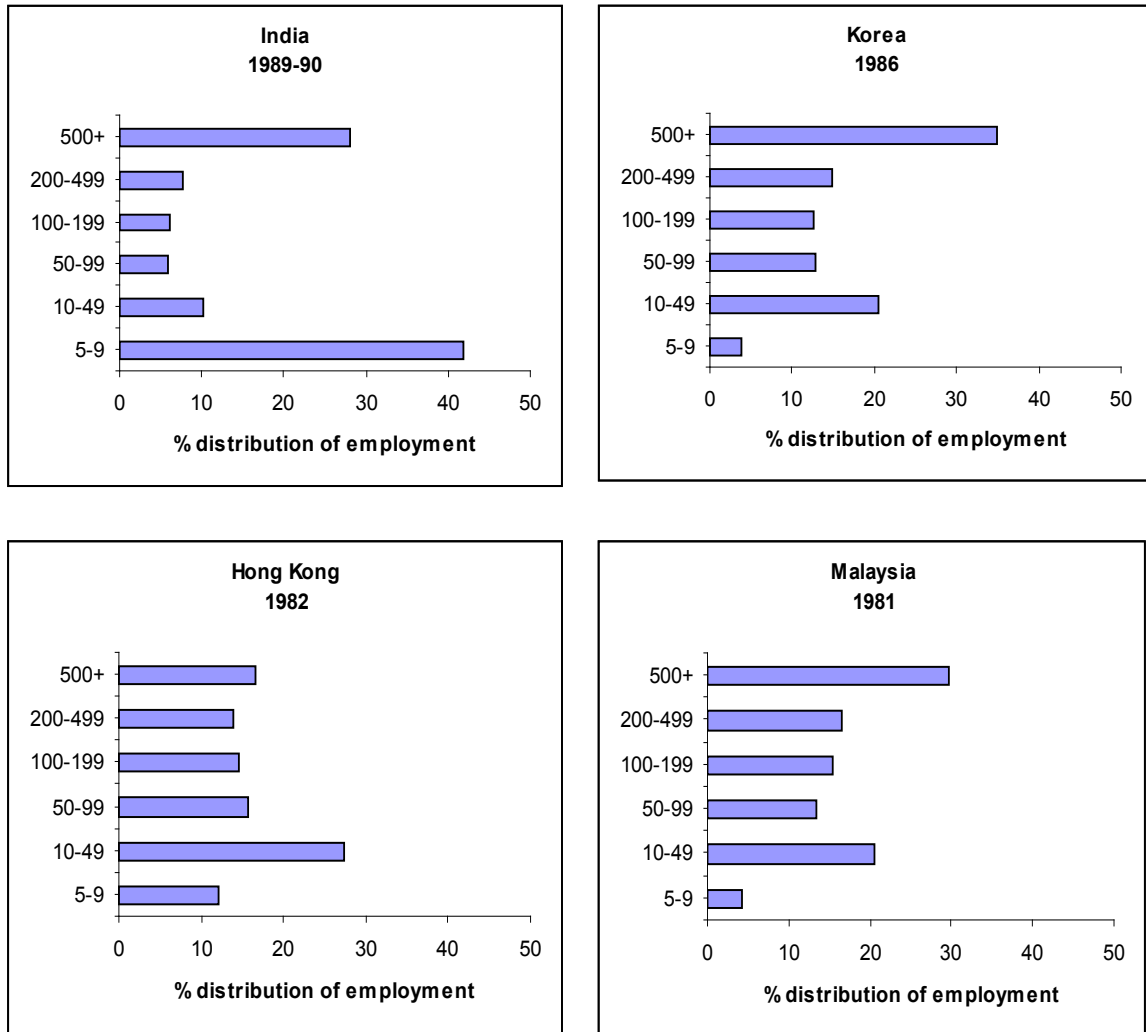 India
1989-90
500+
200-499
100-199
50-99
10-49
5-9
0 10 20 30 40 50
% distribution of employment
Korea
1986
500+
200-499
100-199
50-99
10-49
5-9
0 10 20 30 40 50
% distribution of employment
Hong Kong
1982
500+
200-499
100-199
50-99
10-49
5-9
0 10 20 30 40 50
% distribution of employment
Malaysia
1981
500+
200-499
100-199
50-99
10-49
5-9
0 10 20 30 40 50
% distribution of employment